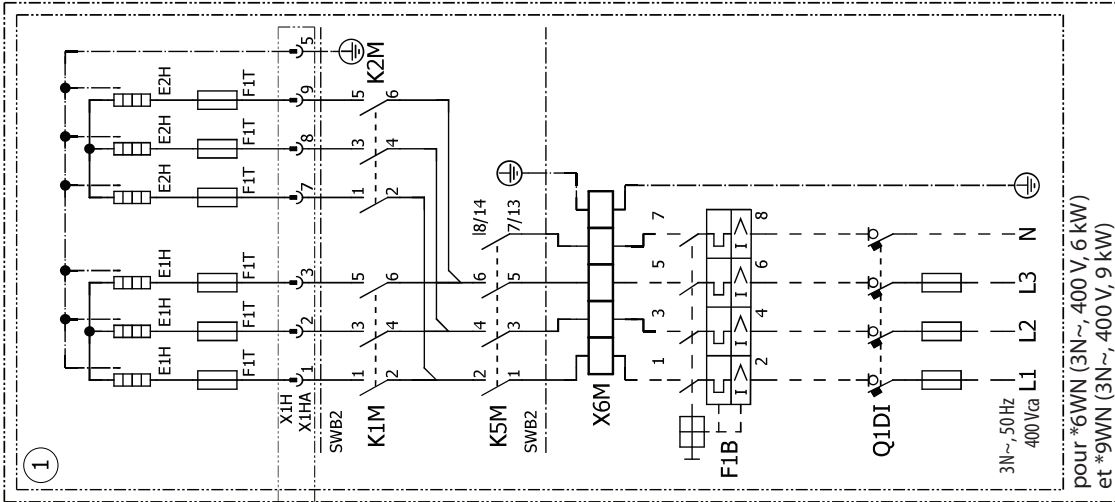 1
E1H E1H E1H E2H E2H E2H
F1T F1T F1T F1T F1T F1T
X1H
X1HA
1 2 3 7 8 9 5
SWB2
K1M
1 3 5
2 4 6
K2M
1 3 5
2 4 6
K5M
2 4 6 8/14
1 3 5 7/13
SWB2
X6M
1 3 5 7
F1B
I> I> I> I>
2 4 6 8
Q1DI
3N~, 50 Hz
400 Vca
L1 L2 L3 N
pour *6WN (3N~, 400 V, 6 kW)
et *9WN (3N~, 400 V, 9 kW)